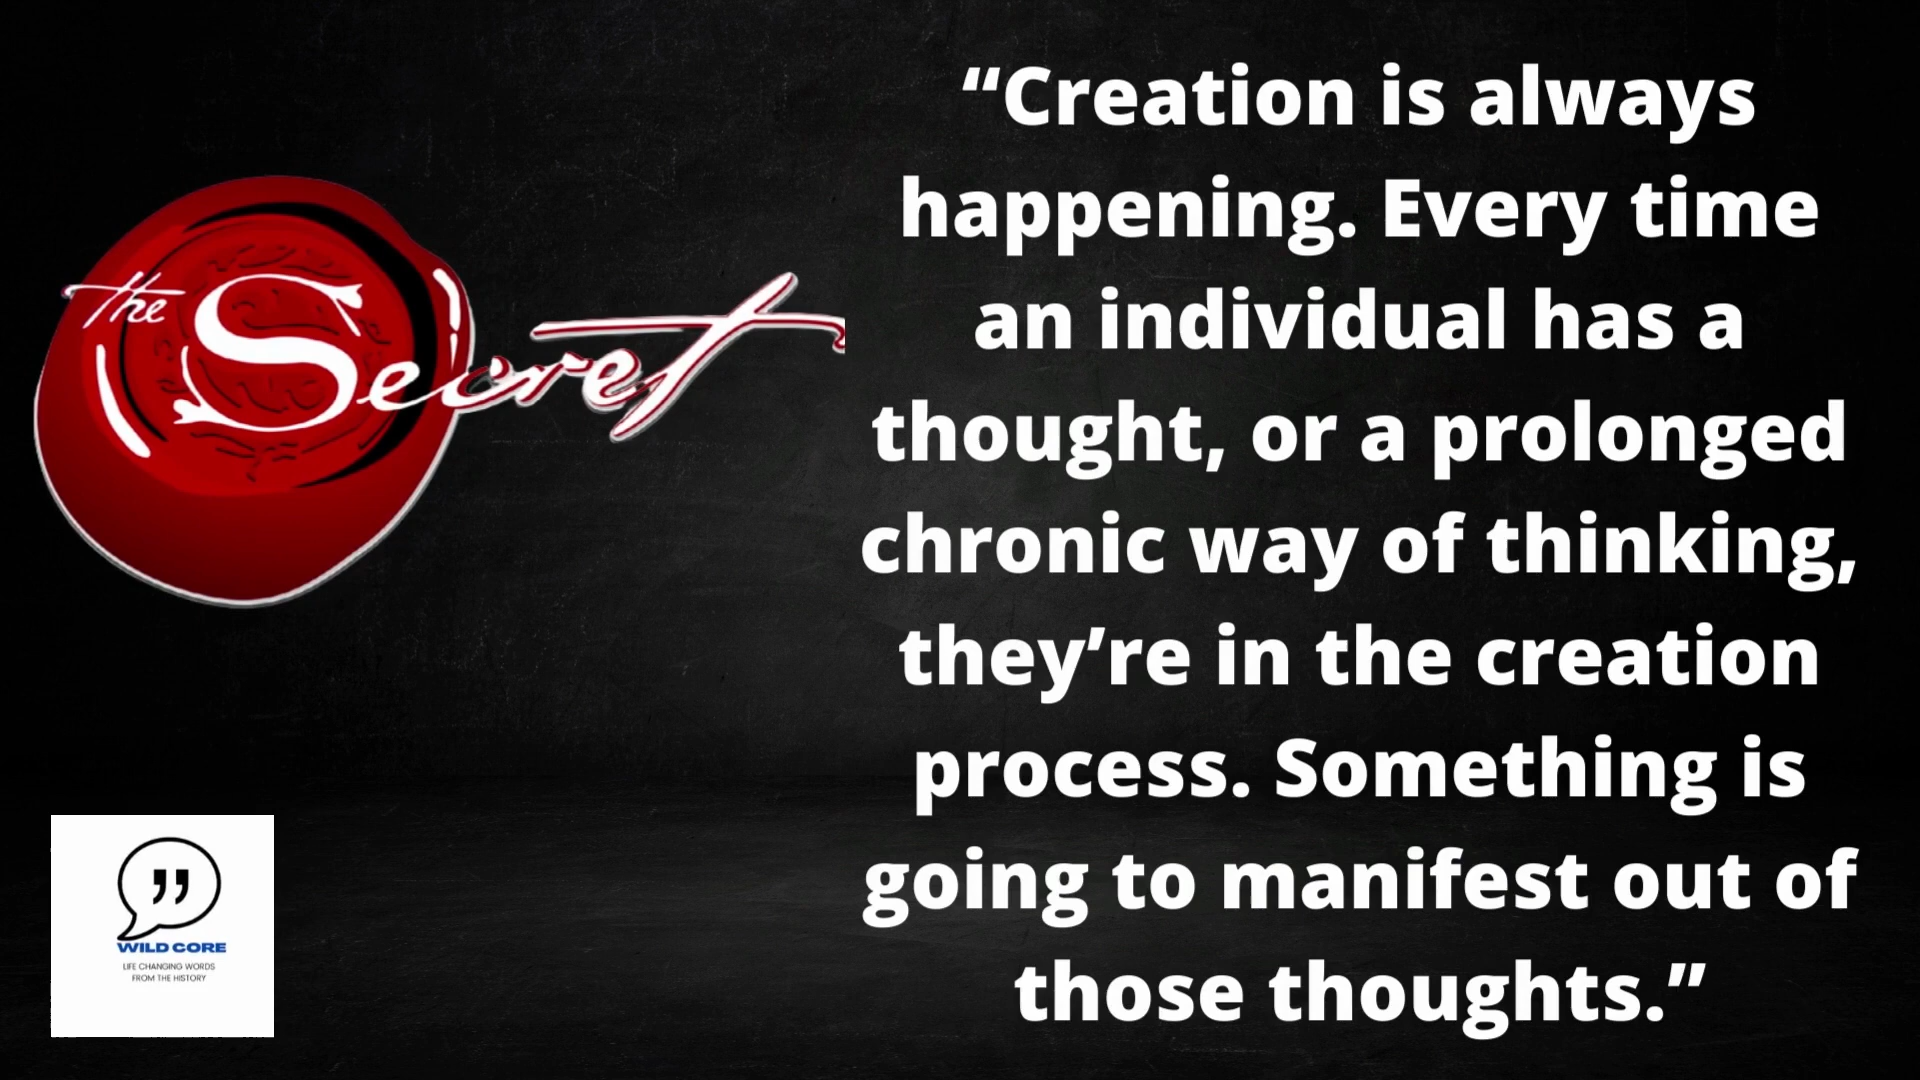 the Secret
“Creation is always
happening. Every time
an individual has a
thought, or a prolonged
chronic way of thinking,
they’re in the creation
process. Something is
going to manifest out of
those thoughts.”
WILD CORE
LIFE CHANGING WORDS
FROM THE HISTORY